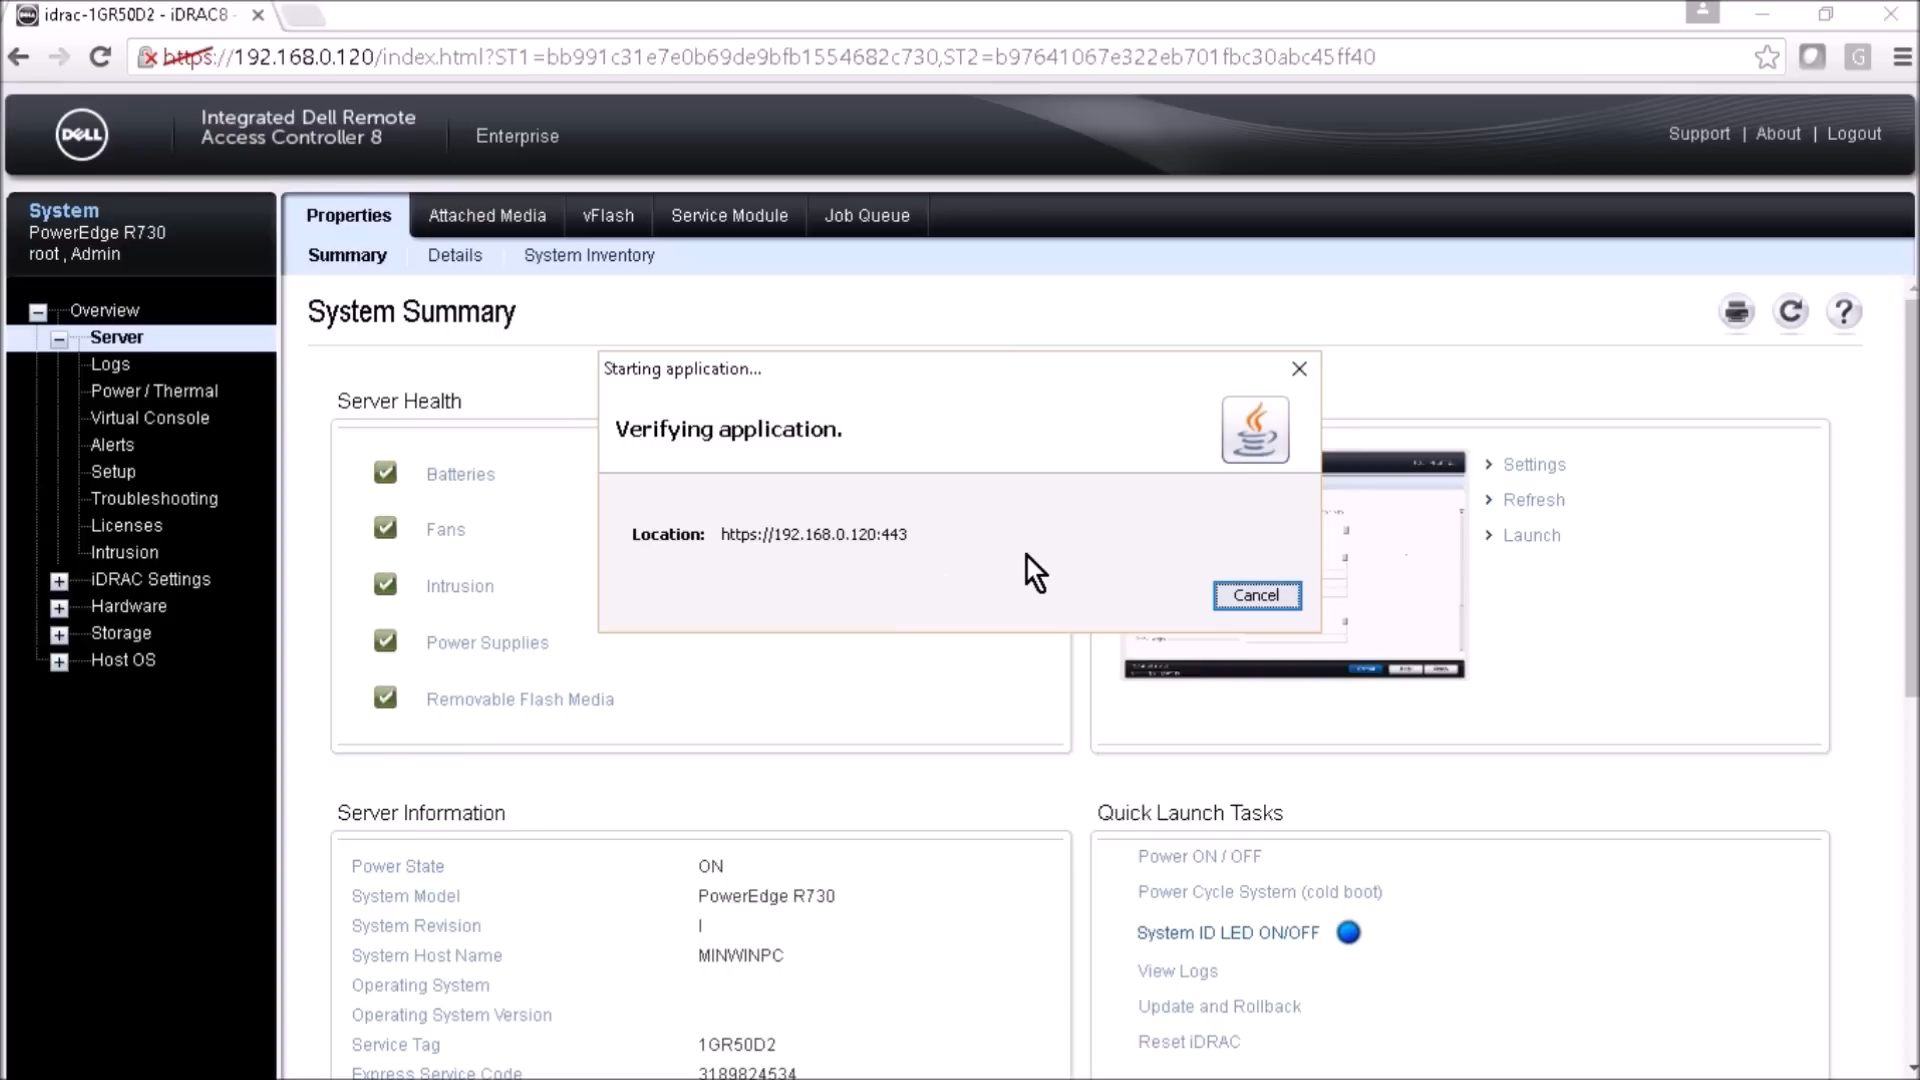 idrac-1GR50D2 - iDRAC8 -
https://192.168.0.120/index.html?ST1=bb991c31e7e0b69de9bfb1554682c730,ST2=b97641067e322eb701fbc30abc45ff40
G
DELL
Integrated Dell Remote
Access Controller 8
Enterprise
Support | About | Logout
System
PowerEdge R730
root , Admin
Properties
Attached Media
vFlash
Service Module
Job Queue
Summary
Details
System Inventory
Overview
Server
Logs
Power / Thermal
Virtual Console
Alerts
Setup
Troubleshooting
Licenses
Intrusion
iDRAC Settings
Hardware
Storage
Host OS
System Summary
?
Server Health
Batteries
Fans
Intrusion
Power Supplies
Removable Flash Media
Starting application...
Verifying application.
Location: https://192.168.0.120:443
Cancel
Settings
Refresh
Launch
Server Information
Power State ON
System Model PowerEdge R730
System Revision I
System Host Name MINWINPC
Operating System
Operating System Version
Service Tag 1GR50D2
Express Service Code 3189824534
Quick Launch Tasks
Power ON / OFF
Power Cycle System (cold boot)
System ID LED ON/OFF
View Logs
Update and Rollback
Reset iDRAC